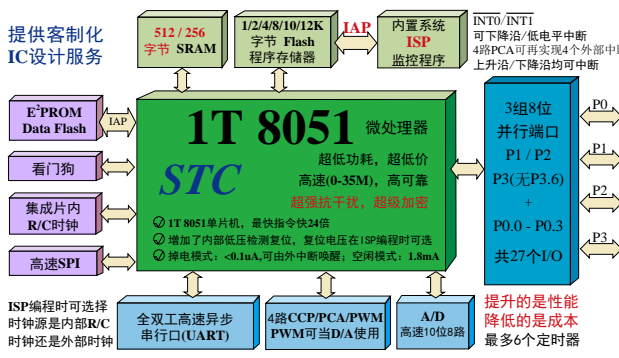 提供客制化
IC设计服务
512 / 256
字节 SRAM
1/2/4/8/10/12K
字节 Flash
程序存储器
IAP
内置系统
ISP
监控程序
INT0/INT1
可下降沿/低电平中断
4路PCA可再实现4个外部中
上升沿/下降沿均可中断
E²PROM
Data Flash
IAP
看门狗
集成片内
R/C时钟
高速SPI
1T 8051
微处理器
STC
超低功耗，超低价
高速(0-35M)，高可靠
超强抗干扰，超级加密
1T 8051单片机，最快指令快24倍
增加了内部低压检测复位，复位电压在ISP编程时可选
掉电模式：<0.1uA,可由外中断唤醒；空闲模式：1.8mA
3组8位
并行端口
P1 / P2
P3(无P3.6)
+
P0.0 - P0.3
共27个I/O
P0
P1
P2
P3
ISP编程时可选择
时钟源是内部R/C
时钟还是外部时钟
全双工高速异步
串行口(UART)
4路CCP/PCA/PWM
PWM可当D/A使用
A/D
高速10位8路
提升的是性能
降低的是成本
最多6个定时器